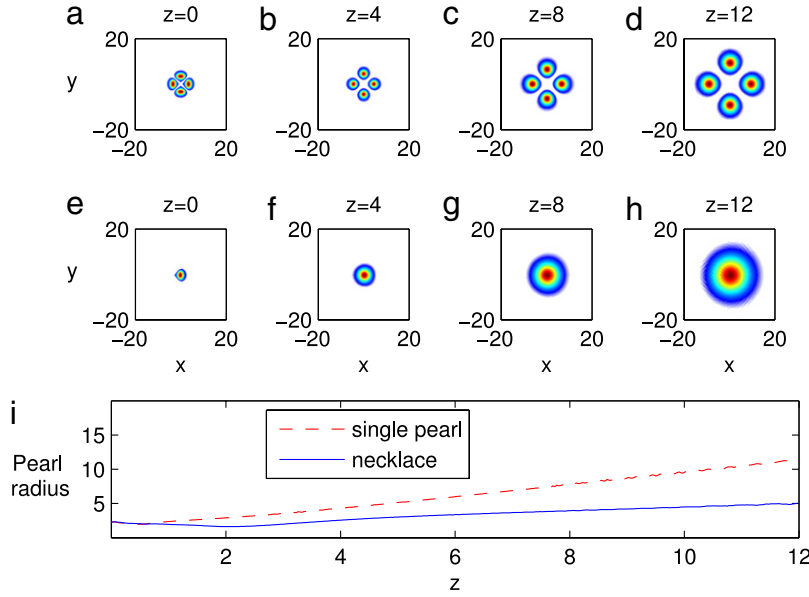 a z=0 b z=4 c z=8 d z=12
20 20 20 20
y
−20 −20 −20 −20
−20 20 −20 20 −20 20 −20 20
e z=0 f z=4 g z=8 h z=12
20 20 20 20
y
−20 −20 −20 −20
−20 20 −20 20 −20 20 −20 20
x x x x
i
15
10
5
Pearl
radius
single pearl
necklace
2 4 6 8 10 12
z